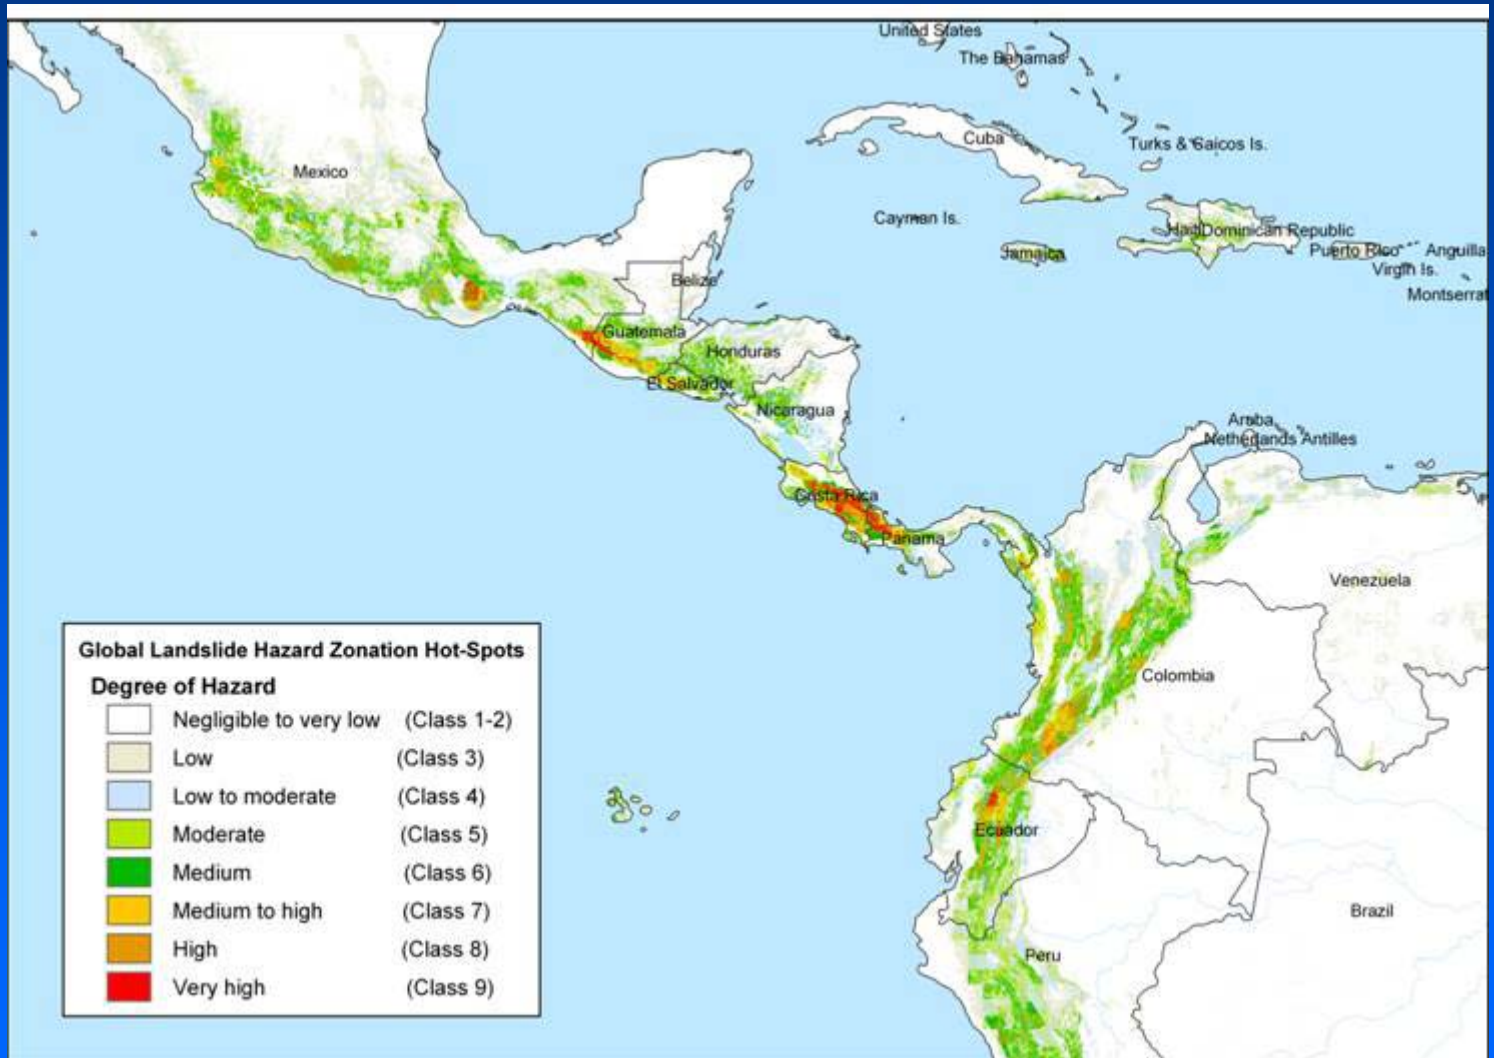 United States
The Bahamas
Cuba
Turks & Caicos Is.
Mexico
Cayman Is.
Haiti
Dominican Republic
Jamaica
Puerto Rico
Anguilla
Virgin Is.
Montserrat
Belize
Guatemala
Honduras
El Salvador
Nicaragua
Aruba
Netherlands Antilles
Costa Rica
Panama
Venezuela
Colombia
Ecuador
Brazil
Peru
Global Landslide Hazard Zonation Hot-Spots
Degree of Hazard
Negligible to very low (Class 1-2)
Low (Class 3)
Low to moderate (Class 4)
Moderate (Class 5)
Medium (Class 6)
Medium to high (Class 7)
High (Class 8)
Very high (Class 9)